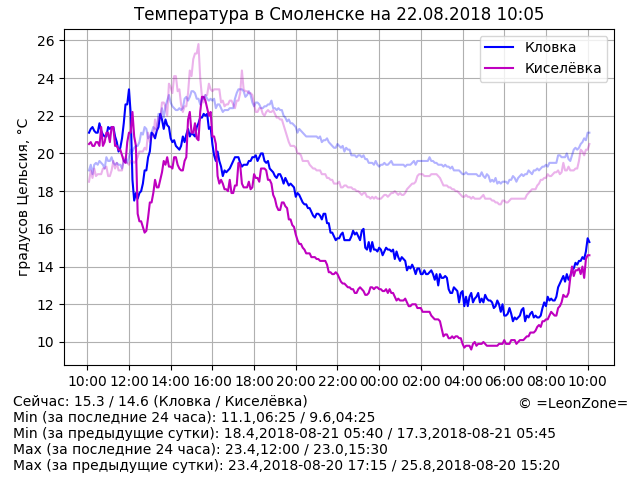 Температура в Смоленске на 22.08.2018 10:05
Кловка
Киселёвка
градусов Цельсия, °C
26
24
22
20
18
16
14
12
10
10:00 12:00 14:00 16:00 18:00 20:00 22:00 00:00 02:00 04:00 06:00 08:00 10:00
Сейчас: 15.3 / 14.6 (Кловка / Киселёвка)
© =LeonZone=
Min (за последние 24 часа): 11.1,06:25 / 9.6,04:25
Min (за предыдущие сутки): 18.4,2018-08-21 05:40 / 17.3,2018-08-21 05:45
Max (за последние 24 часа): 23.4,12:00 / 23.0,15:30
Max (за предыдущие сутки): 23.4,2018-08-20 17:15 / 25.8,2018-08-20 15:20